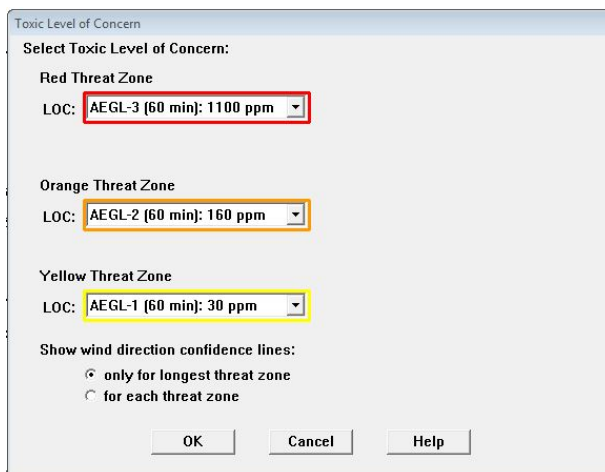 Toxic Level of Concern
Select Toxic Level of Concern:
Red Threat Zone
LOC: AEGL-3 (60 min): 1100 ppm
Orange Threat Zone
LOC: AEGL-2 (60 min): 160 ppm
Yellow Threat Zone
LOC: AEGL-1 (60 min): 30 ppm
Show wind direction confidence lines:
only for longest threat zone
for each threat zone
OK Cancel Help